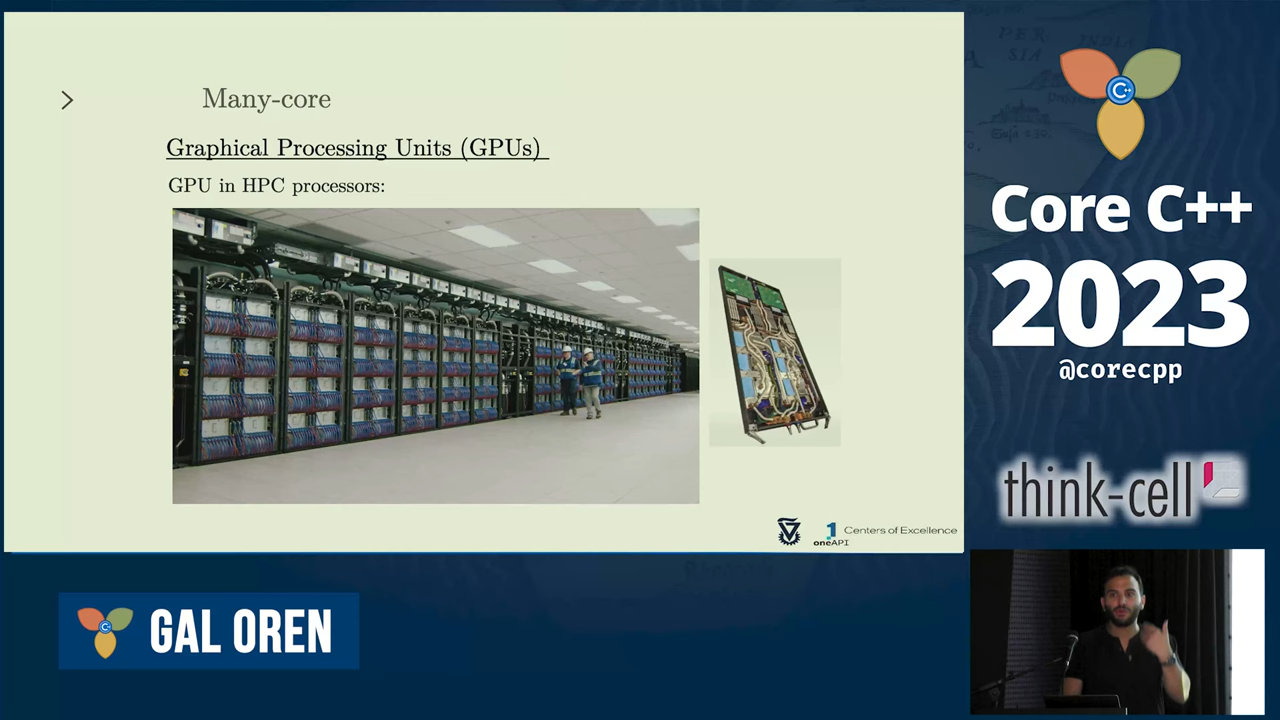 Many-core
Graphical Processing Units (GPUs)
GPU in HPC processors:
1 Centers of Excellence
oneAPI
C++
Core C++
2023
@corecpp
think-cell
GAL OREN